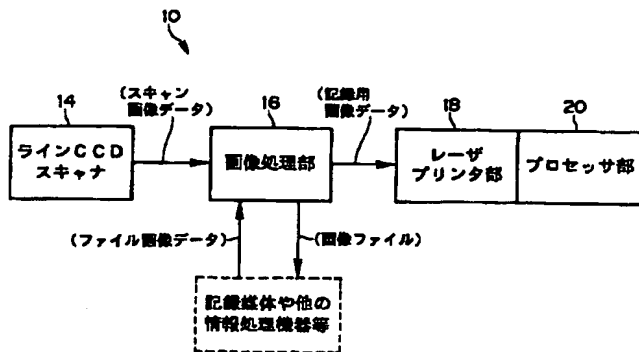 10
14
(スキャン
画像データ)
16
(記録用
画像データ)
18
20
ラインCCD
スキャナ
画像処理部
レーザ
プリンタ部
プロセッサ部
(ファイル画像データ)
(画像ファイル)
記録媒体や他の
情報処理機器等